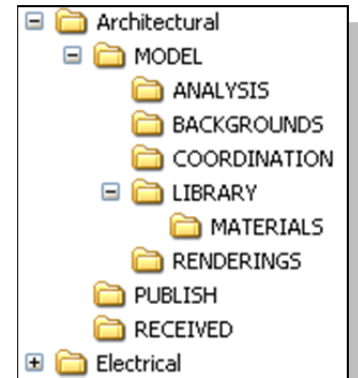 Architectural
MODEL
ANALYSIS
BACKGROUNDS
COORDINATION
LIBRARY
MATERIALS
RENDERINGS
PUBLISH
RECEIVED
Electrical